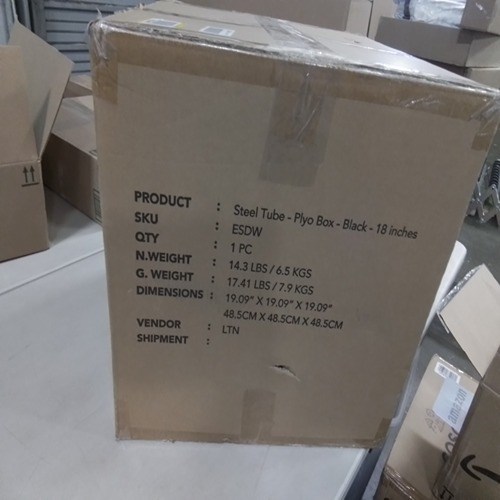 PRODUCT : Steel Tube - Plyo Box - Black - 18 inches
SKU : ESDW
QTY : 1 PC
N.WEIGHT : 14.3 LBS / 6.5 KGS
G. WEIGHT : 17.41 LBS / 7.9 KGS
DIMENSIONS : 19.09" X 19.09" X 19.09"
48.5CM X 48.5CM X 48.5CM
VENDOR : LTN
SHIPMENT :